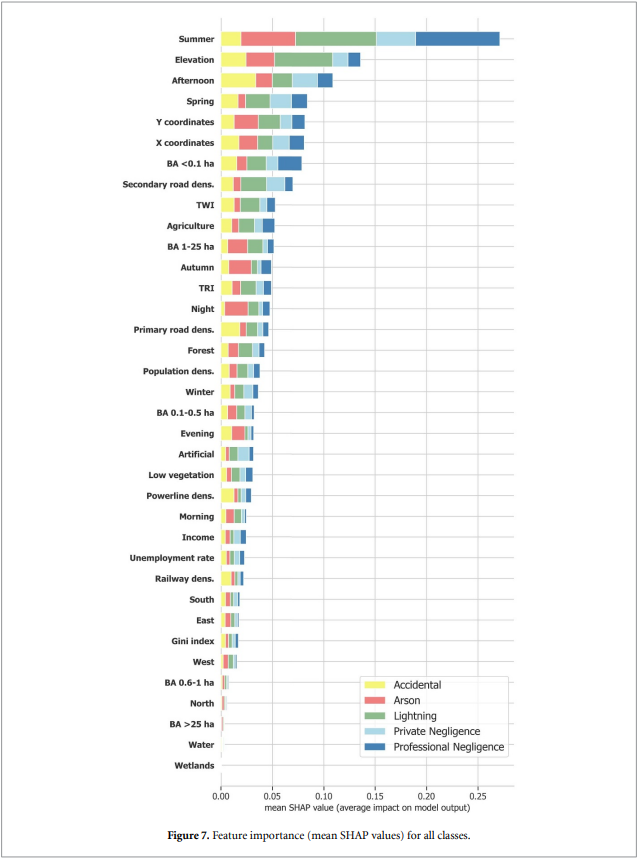 Summer
Elevation
Afternoon
Spring
Y coordinates
X coordinates
BA <0.1 ha
Secondary road dens.
TWI
Agriculture
BA 1-25 ha
Autumn
TRI
Night
Primary road dens.
Forest
Population dens.
Winter
BA 0.1-0.5 ha
Evening
Artificial
Low vegetation
Powerline dens.
Morning
Income
Unemployment rate
Railway dens.
South
East
Gini index
West
BA 0.6-1 ha
North
BA >25 ha
Water
Wetlands
Accidental
Arson
Lightning
Private Negligence
Professional Negligence
0.00 0.05 0.10 0.15 0.20 0.25
mean SHAP value (average impact on model output)
Figure 7. Feature importance (mean SHAP values) for all classes.